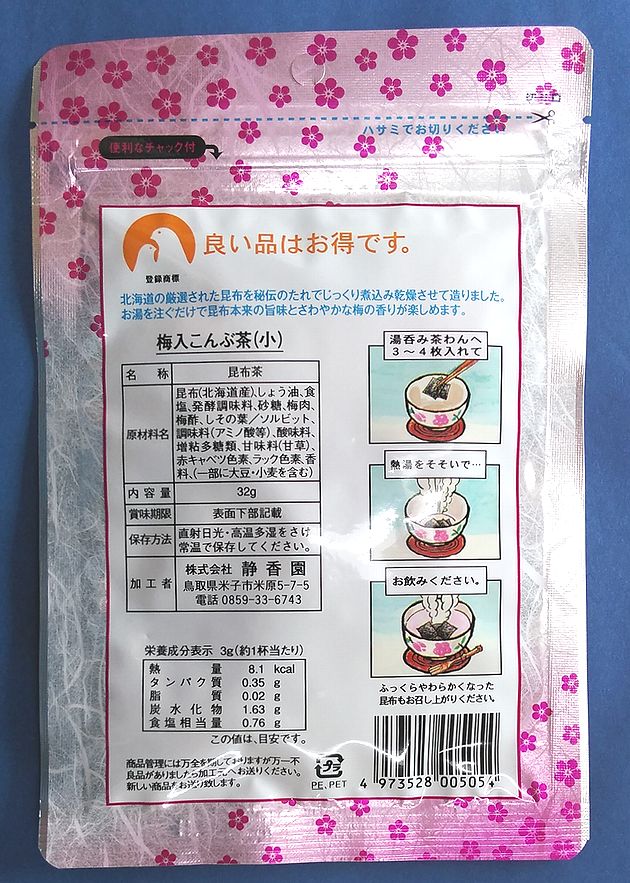 切り口
ハサミでお切りください
便利なチャック付
登録商標
良い品はお得です。
北海道の厳選された昆布を秘伝のたれでじっくり煮込み乾燥させて造りました。
お湯を注ぐだけで昆布本来の旨味とさわやかな梅の香りが楽しめます。
梅入こんぶ茶(小)
名 称 昆布茶
原材料名 昆布(北海道産)、しょう油、食
塩、発酵調味料、砂糖、梅肉、
梅酢、しその葉/ソルビット、
調味料(アミノ酸等)、酸味料、
増粘多糖類、甘味料(甘草)、
赤キャベツ色素、ラック色素、香
料、(一部に大豆・小麦を含む)
内容量 32g
賞味期限 表面下部記載
保存方法 直射日光・高温多湿をさけ
常温で保存してください。
加工者 株式会社 静香園
鳥取県米子市米原5-7-5
電話 0859-33-6743
湯呑み茶わんへ
3~4枚入れて
熱湯をそそいで…
お飲みください。
ふっくらやわらかくなった
昆布もお召し上がりください。
栄養成分表示 3g(約1杯当たり)
熱量 8.1 kcal
タンパク質 0.35 g
脂質 0.02 g
炭水化物 1.63 g
食塩相当量 0.76 g
この値は、目安です。
商品管理には万全を期しておりますが万一不
良品がありましたら加工元へお送りください。
新しい商品をお送り致します。
プラ
PE、PET
4 973528 005054